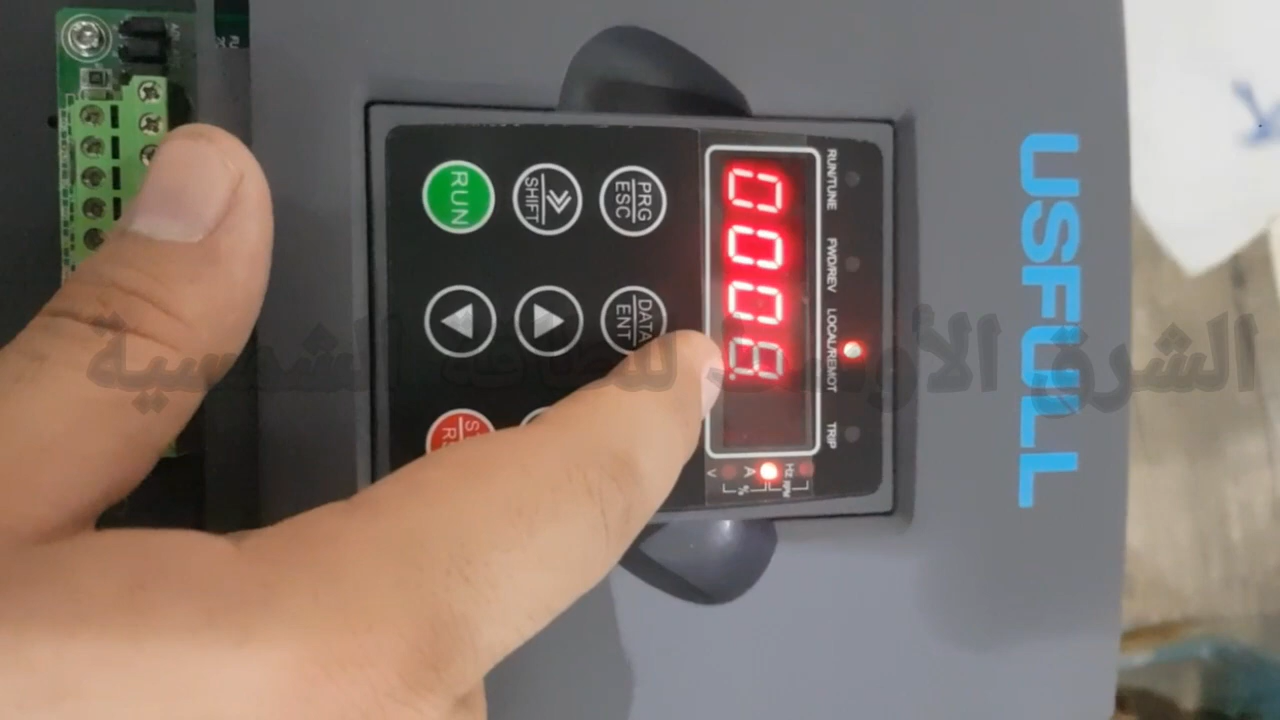 USFULL
RUN/TUNE FWD/REV LOCAL/REMOT TRIP
Hz RPM A % V
PRG ESC
DATA ENT
SHIFT
RUN
الشرق الأوسط للطاقة الشمسية